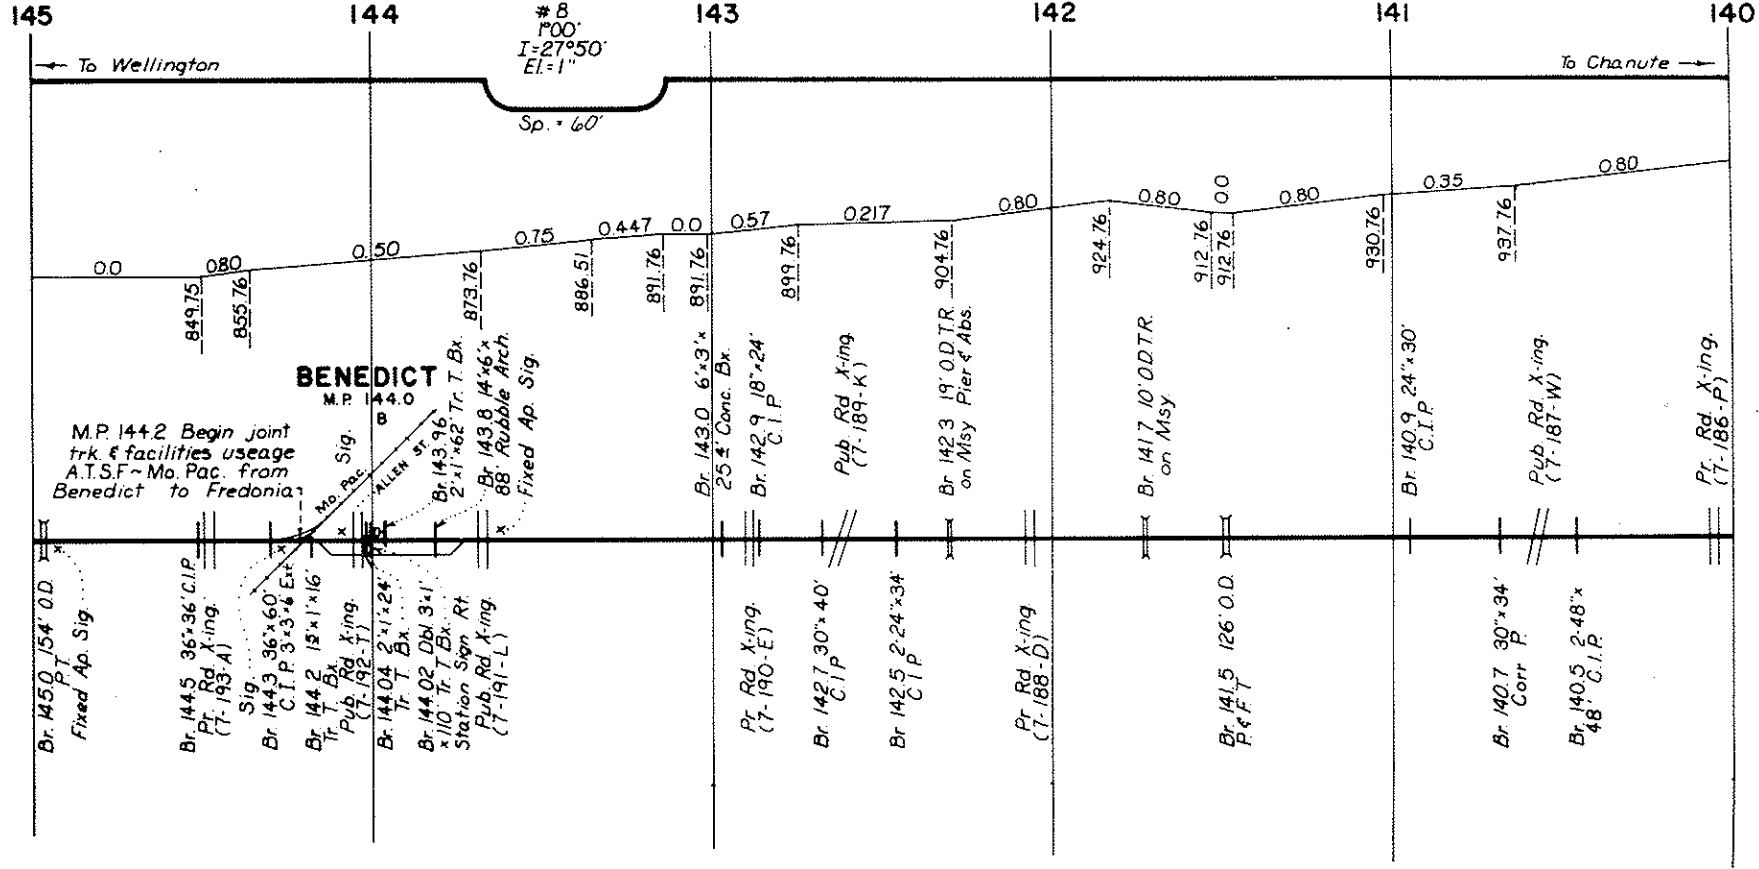 145
144
143
142
141
140
# 8
1°00'
I=27°50'
El.=1"
← To Wellington
To Chanute →
Sp. = 60'
0.0
0.80
0.50
0.75
0.447
0.0
0.57
0.217
0.80
0.80
0.0
0.80
0.35
0.80
849.75
855.76
873.76
886.51
891.76
891.76
899.76
904.76
924.76
912.76
912.76
930.76
937.76
BENEDICT
M.P. 144.0
B
M.P. 144.2 Begin joint
trk. & facilities useage
A.T.S.F~Mo. Pac. from
Benedict to Fredonia
Mo. Pac.
Sig.
ALLEN ST.
Br. 143.96
2'x1'x62' Tr. T. Bx.
Br 143.8 14'x6'x
88' Rubble Arch.
Fixed Ap. Sig.
Br. 143.0 6'x3'x
254' Conc. Bx.
Br. 142.9 18"x24'
C.I.P.
Pub. Rd X-ing.
(7-189-K)
Br 142.3 19' O.D.T.R.
on Msy Pier & Abs.
Br. 141.7 10' O.D.T.R.
on Msy.
Br. 140.9 24"x30'
C.I.P.
Pub. Rd. X-ing.
(7-187-W)
Pr. Rd. X-ing.
(7-186-P)
Br. 145.0 154' O.D.
P.T.
Fixed Ap. Sig.
Br. 144.5 36"x36' C.I.P.
Pr. Rd. X-ing.
(7-193-A)
Sig.
Br. 144.3 36"x60'
C.I.P. 3'x3'x6' Ext
Br. 144.2 15"x1'x16'
Tr. T. Bx.
Pub. Rd X-ing.
(7-192-T)
Br. 144.04 2'x1'x24'
Tr. T. Bx.
Br. 144.02 Dbl. 3'x1'
x110' Tr. T. Bx.
Station Sign Rt.
Pub. Rd. X-ing.
(7-191-L)
Pr. Rd. X-ing.
(7-190-E)
Br. 142.7 30"x40'
C.I.P.
Br. 142.5 2-24"x34'
C.I.P.
Pr Rd. X-ing
(7-188-D)
Br. 141.5 126' O.D.
P.&F.T
Br. 140.7 30"x34'
Corr P.
Br. 140.5 2-48"x
48' C.I.P.